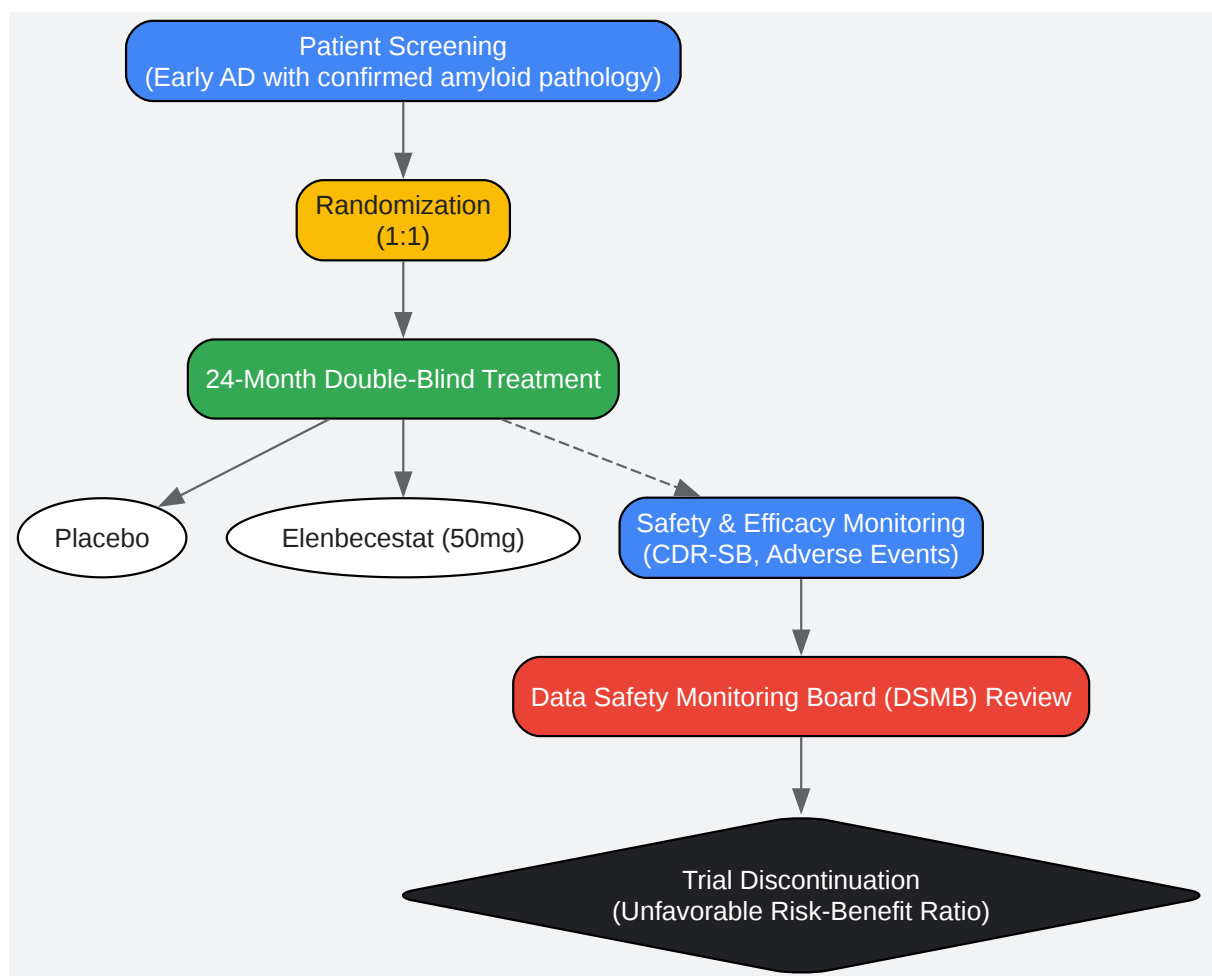 Patient Screening
(Early AD with confirmed amyloid pathology)
Randomization
(1:1)
24-Month Double-Blind Treatment
Placebo
Elenbecestat (50mg)
Safety & Efficacy Monitoring
(CDR-SB, Adverse Events)
Data Safety Monitoring Board (DSMB) Review
Trial Discontinuation
(Unfavorable Risk-Benefit Ratio)